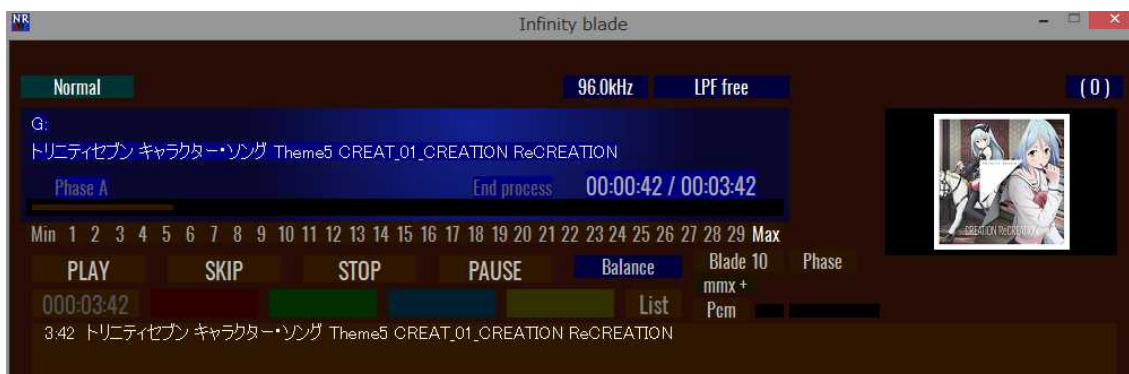 NR
Infinity blade
Normal 96.0kHz LPF free (0)
G:
トリニティセブン キャラクター・ソング Theme5 CREAT_01_CREATION ReCREATION
Phase A End process 00:00:42 / 00:03:42
Min 1 2 3 4 5 6 7 8 9 10 11 12 13 14 15 16 17 18 19 20 21 22 23 24 25 26 27 28 29 Max
PLAY SKIP STOP PAUSE Balance Blade 10 Phase
mmx +
000:03:42 List Pcm
3:42 トリニティセブン キャラクター・ソング Theme5 CREAT_01_CREATION ReCREATION
CREATION ReCREATION